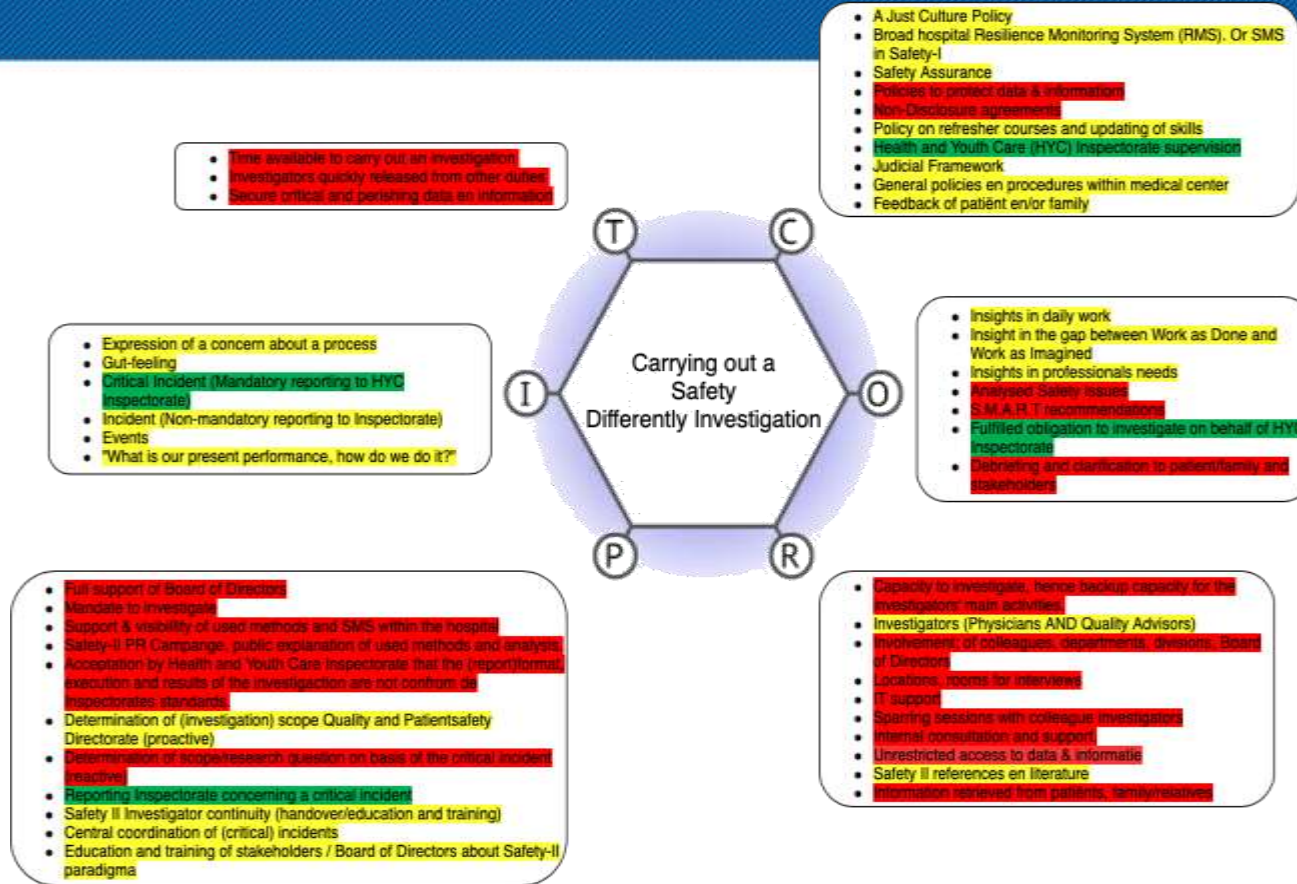 • A Just Culture Policy
• Broad hospital Resilience Monitoring System (RMS). Or SMS
in Safety-I
• Safety Assurance
• Policies to protect data & informatiom
• Non-Disclosure agreements
• Policy on refresher courses and updating of skills
• Health and Youth Care (HYC) Inspectorate supervision
• Judicial Framework
• General policies en procedures within medical center
• Feedback of patiënt en/or family
• Time available to carry out an investigation
• Investigators quickly released from other duties
• Secure critical and perishing data en information
T
C
• Expression of a concern about a process
• Gut-feeling
• Critical Incident (Mandatory reporting to HYC
Inspectorate)
• Incident (Non-mandatory reporting to Inspectorate)
• Events
• "What is our present performance, how do we do it?"
I
Carrying out a
Safety
Differently Investigation
O
• Insights in daily work
• Insight in the gap between Work as Done and
Work as Imagined
• Insights in professionals needs
• Analysed Safety Issues
• S.M.A.R.T recommendations
• Fulfilled obligation to investigate on behalf of HYC
Inspectorate
• Debriefing and clarification to patient/family and
stakeholders
P
R
• Full support of Board of Directors
• Mandate to investigate
• Support & visibility of used methods and SMS within the hospital
• Safety-II PR Campange, public explanation of used methods and analysis.
• Acceptation by Health and Youth Care Inspectorate that the (report)format,
execution and results of the investigaction are not confrom de
Inspectorates standards.
• Determination of (investigation) scope Quality and Patientsafety
Directorate (proactive)
• Determination of scope/research question on basis of the critical incident
(reactive)
• Reporting Inspectorate concerning a critical incident
• Safety II Investigator continuity (handover/education and training)
• Central coordination of (critical) incidents
• Education and training of stakeholders / Board of Directors about Safety-II
paradigma
• Capacity to investigate, hence backup capacity for the
investigators' main activities.
• Investigators (Physicians AND Quality Advisors)
• Involvement; of colleagues, departments, divisions, Board
of Directors
• Locations, rooms for interviews
• IT support
• Sparring sessions with colleague investigators
• Internal consultation and support.
• Unrestricted access to data & informatie
• Safety II references en literature
• Information retrieved from patiënts, family/relatives